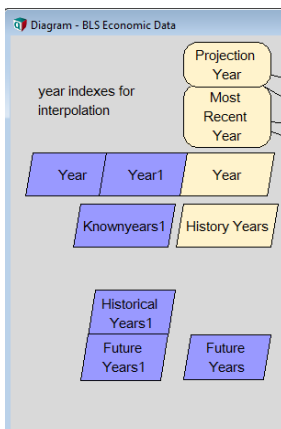 Diagram - BLS Economic Data
Projection
Year
year indexes for
interpolation
Most
Recent
Year
Year Year1 Year
Knownyears1 History Years
Historical
Years1
Future
Years1
Future
Years